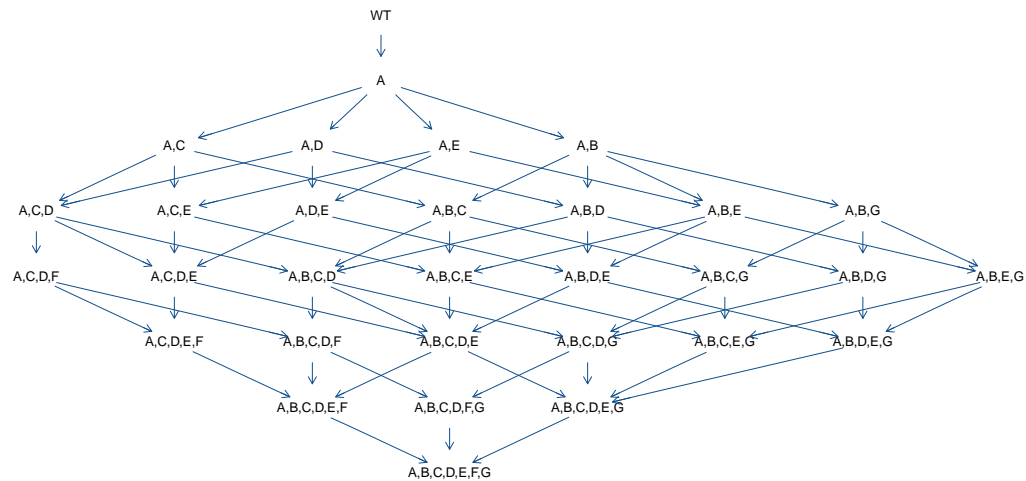 WT
A
A,C A,D A,E A,B
A,C,D A,C,E A,D,E A,B,C A,B,D A,B,E A,B,G
A,C,D,F A,C,D,E A,B,C,D A,B,C,E A,B,D,E A,B,C,G A,B,D,G A,B,E,G
A,C,D,E,F A,B,C,D,F A,B,C,D,E A,B,C,D,G A,B,C,E,G A,B,D,E,G
A,B,C,D,E,F A,B,C,D,F,G A,B,C,D,E,G
A,B,C,D,E,F,G